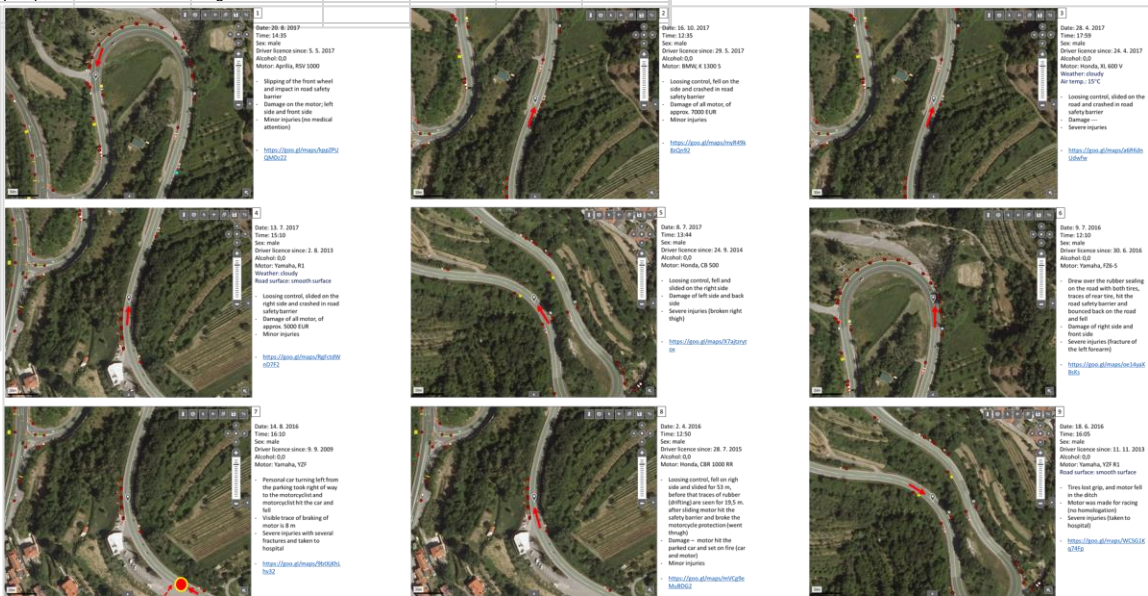 1
Date: 20. 8. 2017
Time: 14:35
Sex: male
Driver licence since: 5. 5. 2017
Alcohol: 0,0
Motor: Aprilia, RSV 1000
- Slipping of the front wheel
and impact in road safety
barrier
- Damage on the motor; left
side and front side
- Minor injuries (no medical
attention)
2
Date: 16. 10. 2017
Time: 12:35
Sex: male
Driver licence since: 29. 5. 2017
Alcohol: 0,0
Motor: BMW, K 1300 S
- Loosing control, fell on the
side and crashed in road
safety barrier
- Damage of all motor, of
approx. 7000 EUR
- Minor injuries
3
Date: 28. 4. 2017
Time: 17:59
Sex: male
Driver licence since: 24. 4. 2017
Alcohol: 0,0
Motor: Honda, XL 600 V
Weather: cloudy
Air temp.: 15°C
- Loosing control, slided on the
road and crashed in road
safety barrier
- Damage ---
- Severe injuries
4
Date: 13. 7. 2017
Time: 15:10
Sex: male
Driver licence since: 2. 8. 2013
Alcohol: 0,0
Motor: Yamaha, R1
Weather: cloudy
Road surface: smooth surface
- Loosing control, slided on the
right side and crashed in road
safety barrier
- Damage of all motor, of
approx. 5000 EUR
- Minor injuries
5
Date: 8. 7. 2017
Time: 13:44
Sex: male
Driver licence since: 24. 9. 2014
Alcohol: 0,0
Motor: Honda, CB 500
- Loosing control, fell and
slided on the right side
- Damage of left side and back
side
- Severe injuries (broken right
thigh)
6
Date: 9. 7. 2016
Time: 12:10
Sex: male
Driver licence since: 30. 6. 2016
Alcohol: 0,0
Motor: Yamaha, FZ6-S
- Drew over the rubber sealing
on the road with both tires,
traces of rear tire, hit the
road safety barrier and
bounced back on the road
and fell
- Damage of right side and
front side
- Severe injuries (fracture of
the left forearm)
7
Date: 14. 8. 2016
Time: 16:10
Sex: male
Driver licence since: 9. 9. 2009
Alcohol: 0,0
Motor: Yamaha, YZF
- Personal car turning left from
the parking took right of way
to the motorcyclist and
motorcyclist hit the car and
fell
- Visible trace of braking of
motor is 8 m
- Severe injuries with several
fractures and taken to
hospital
8
Date: 2. 4. 2016
Time: 12:50
Sex: male
Driver licence since: 28. 7. 2015
Alcohol: 0,0
Motor: Honda, CBR 1000 RR
- Loosing control, fell on righ
side and slided for 53 m,
before that traces of rubber
(drifting) are seen for 19,5 m.
after sliding motor hit the
safety barrier and broke the
motorcycle protection (went
through)
- Damage – motor hit the
parked car and set on fire (car
and motor)
- Minor injuries
9
Date: 18. 6. 2016
Time: 16:05
Sex: male
Driver licence since: 11. 11. 2013
Alcohol: 0,0
Motor: Yamaha, YZF R1
Road surface: smooth surface
- Tires lost grip, and motor fell
in the ditch
- Motor was made for racing
(no homologation)
- Severe injuries (taken to
hospital)